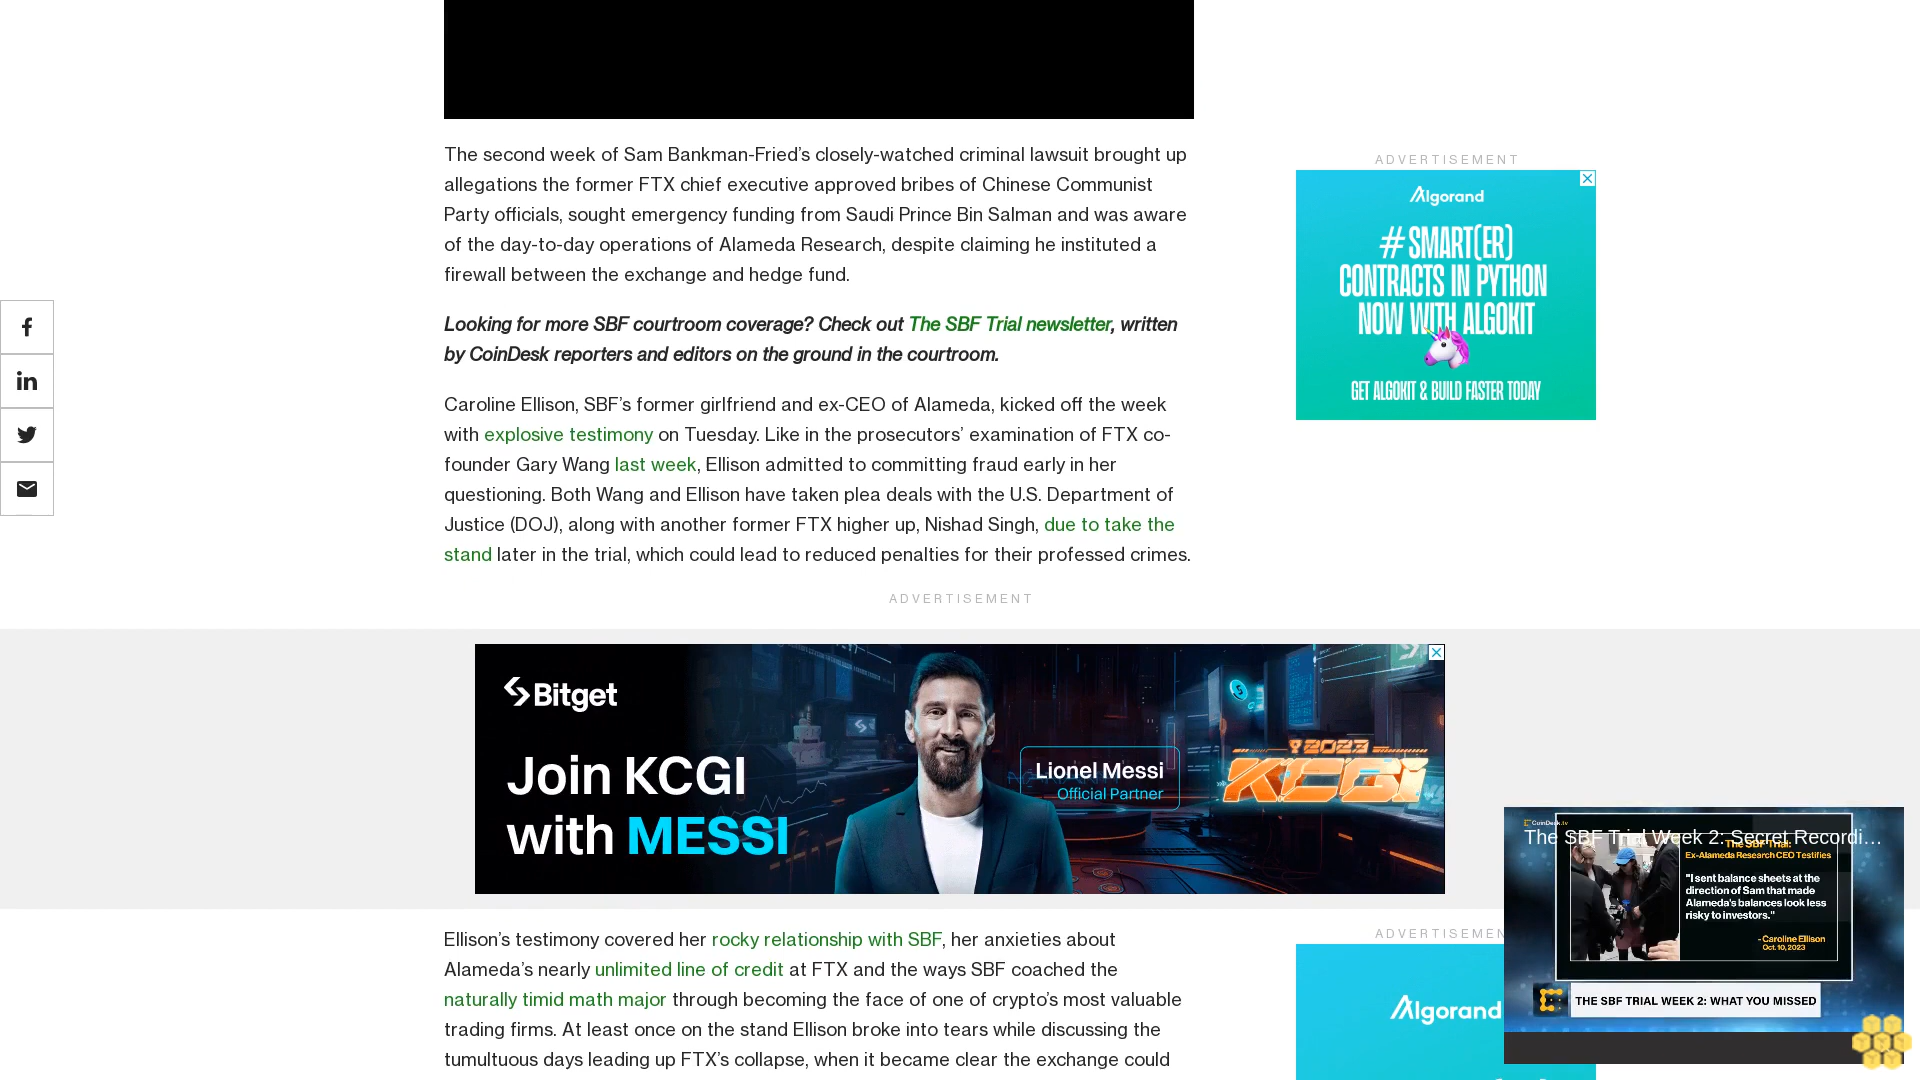 The second week of Sam Bankman-Fried’s closely-watched criminal lawsuit brought up
allegations the former FTX chief executive approved bribes of Chinese Communist
Party officials, sought emergency funding from Saudi Prince Bin Salman and was aware
of the day-to-day operations of Alameda Research, despite claiming he instituted a
firewall between the exchange and hedge fund.
Looking for more SBF courtroom coverage? Check out The SBF Trial newsletter, written
by CoinDesk reporters and editors on the ground in the courtroom.
Caroline Ellison, SBF’s former girlfriend and ex-CEO of Alameda, kicked off the week
with explosive testimony on Tuesday. Like in the prosecutors’ examination of FTX co-
founder Gary Wang last week, Ellison admitted to committing fraud early in her
questioning. Both Wang and Ellison have taken plea deals with the U.S. Department of
Justice (DOJ), along with another former FTX higher up, Nishad Singh, due to take the
stand later in the trial, which could lead to reduced penalties for their professed crimes.
ADVERTISEMENT
Algorand
#SMART(ER)
CONTRACTS IN PYTHON
NOW WITH ALGOKIT
GET ALGOKIT & BUILD FASTER TODAY
ADVERTISEMENT
Bitget
Join KCGI
with MESSI
Lionel Messi
Official Partner
Y2023
KCGI
Ellison’s testimony covered her rocky relationship with SBF, her anxieties about
Alameda’s nearly unlimited line of credit at FTX and the ways SBF coached the
naturally timid math major through becoming the face of one of crypto’s most valuable
trading firms. At least once on the stand Ellison broke into tears while discussing the
tumultuous days leading up FTX’s collapse, when it became clear the exchange could
ADVERTISEMEN
Algorand
CoinDesk.tv
The SBF Trial Week 2: Secret Recordi...
The SBF Trial:
Ex-Alameda Research CEO Testifies
"I sent balance sheets at the
direction of Sam that made
Alameda's balances look less
risky to investors."
- Caroline Ellison
Oct. 10, 2023
THE SBF TRIAL WEEK 2: WHAT YOU MISSED